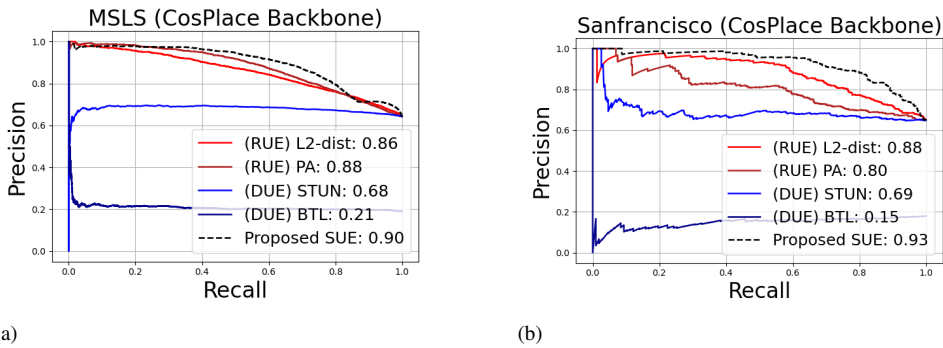 MSLS (CosPlace Backbone)
Precision
1.0
0.8
0.6
0.4
0.2
0.0
(RUE) L2-dist: 0.86
(RUE) PA: 0.88
(DUE) STUN: 0.68
(DUE) BTL: 0.21
Proposed SUE: 0.90
0.0 0.2 0.4 0.6 0.8 1.0
Recall
a)
Sanfrancisco (CosPlace Backbone)
Precision
1.0
0.8
0.6
0.4
0.2
0.0
(RUE) L2-dist: 0.88
(RUE) PA: 0.80
(DUE) STUN: 0.69
(DUE) BTL: 0.15
Proposed SUE: 0.93
0.0 0.2 0.4 0.6 0.8 1.0
Recall
(b)